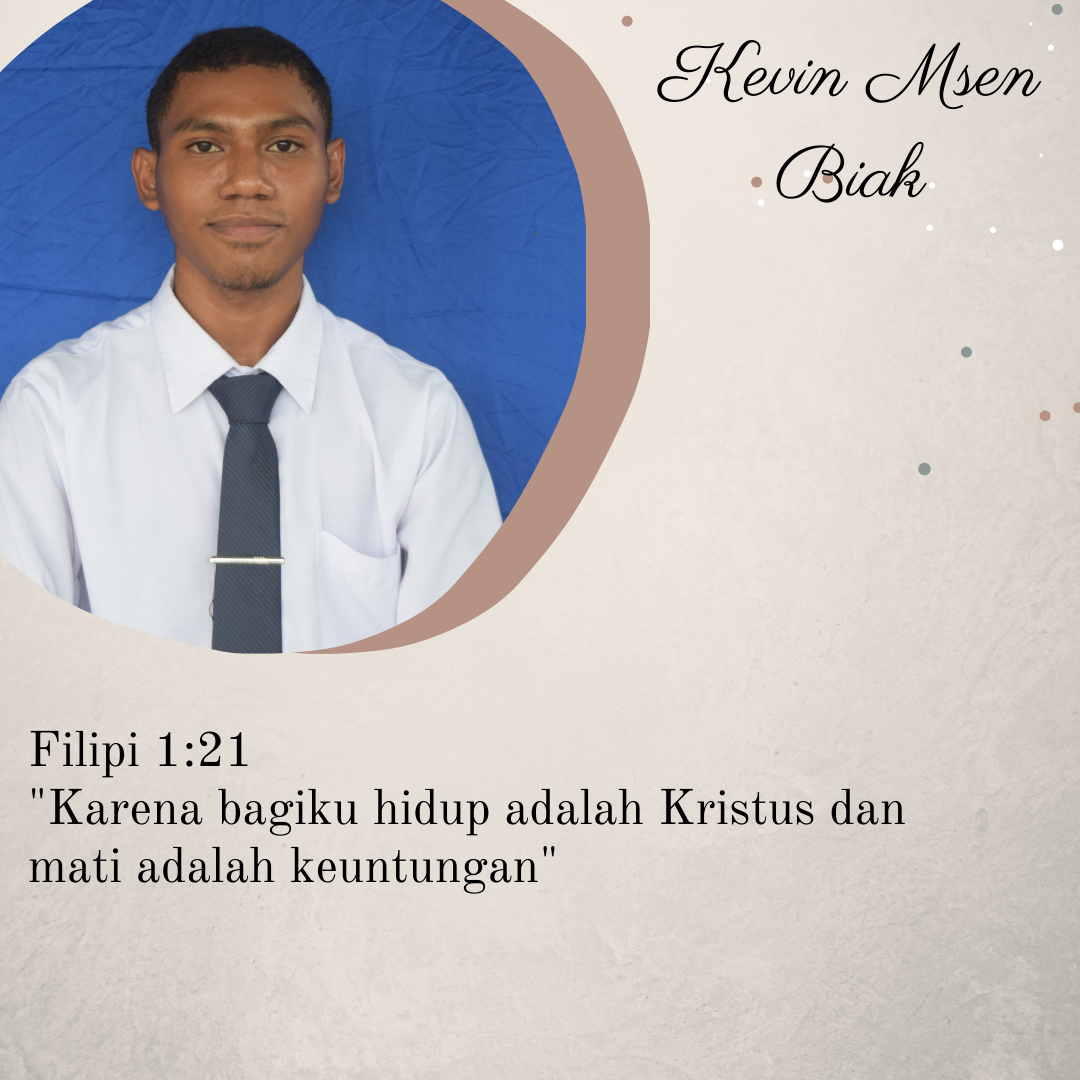 Kevin Msen
Biak
Filipi 1:21
"Karena bagiku hidup adalah Kristus dan
mati adalah keuntungan"